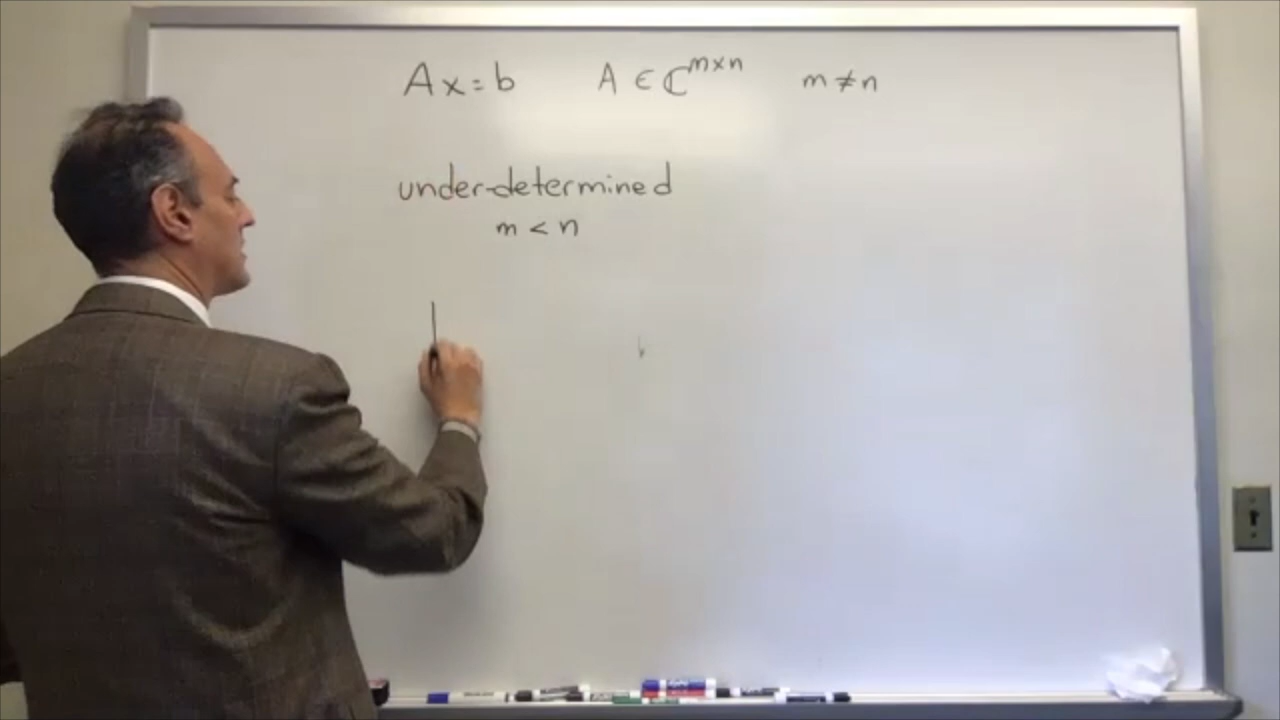 Ax=b A∈ℂ^{m×n} m≠n
under-determined
m<n